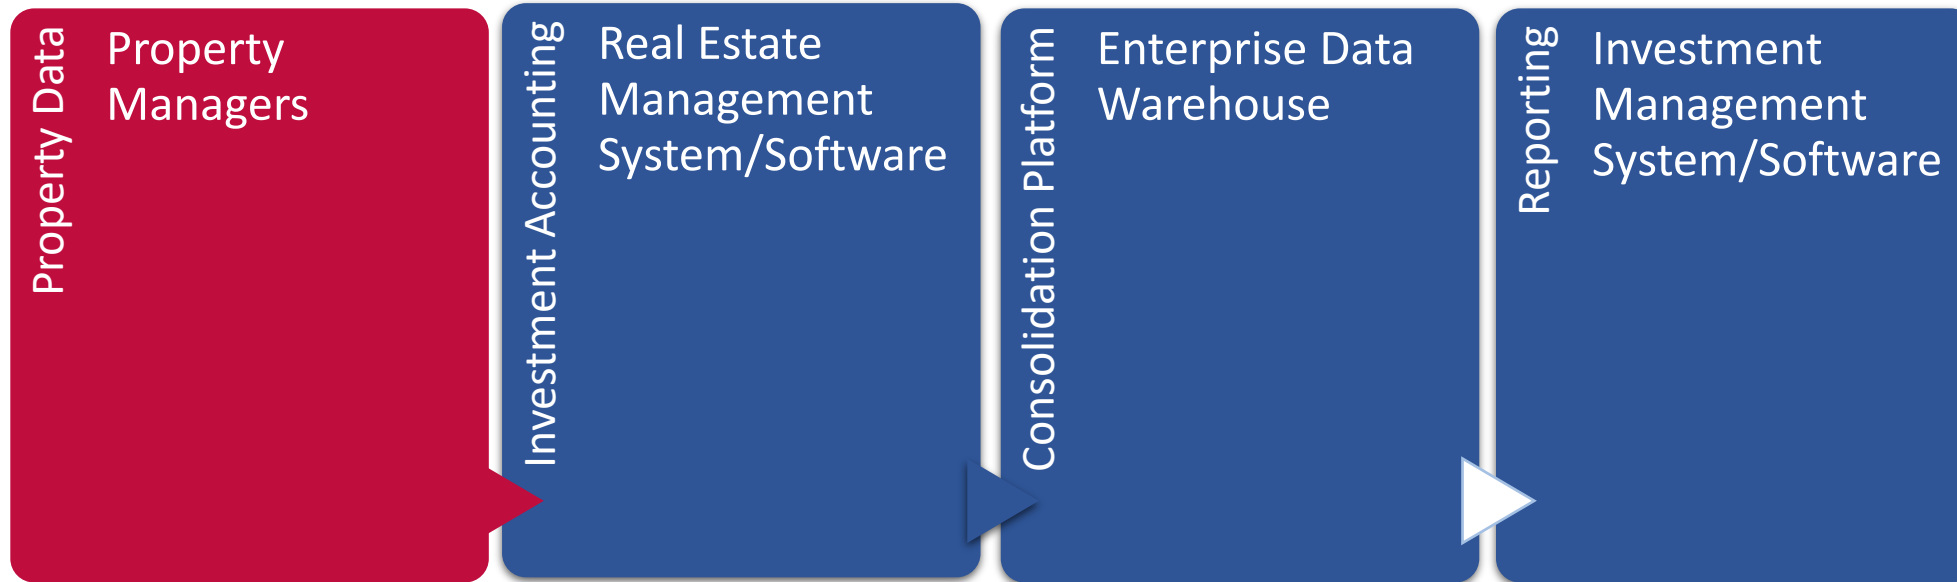 Property Data
Property
Managers
Investment Accounting
Real Estate
Management
System/Software
Consolidation Platform
Enterprise Data
Warehouse
Reporting
Investment
Management
System/Software